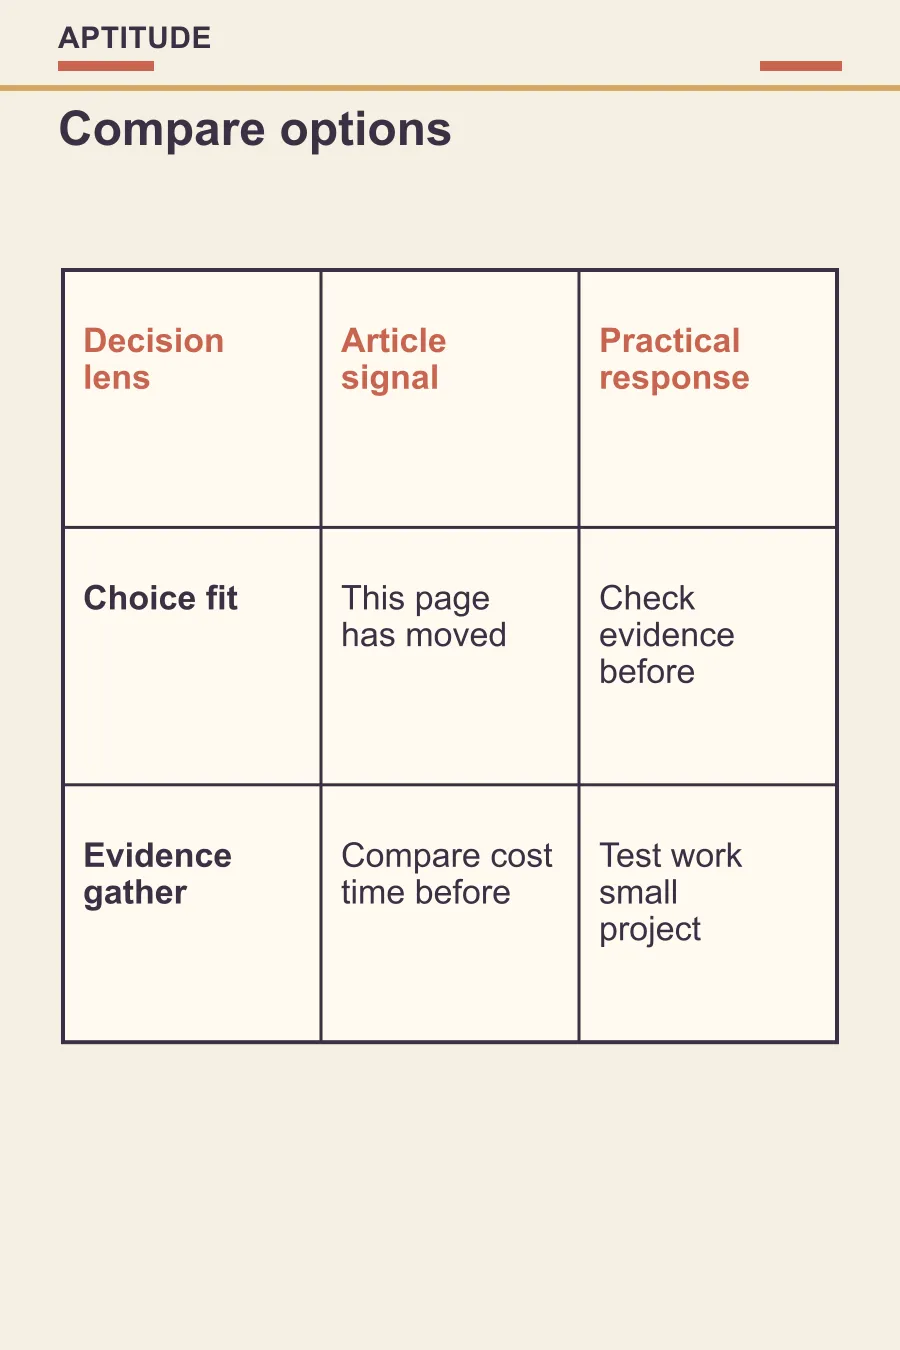 APTITUDE
Compare options
Decision
lens
Article
signal
Practical
response
Choice fit
This page
has moved
Check
evidence
before
Evidence
gather
Compare cost
time before
Test work
small
project